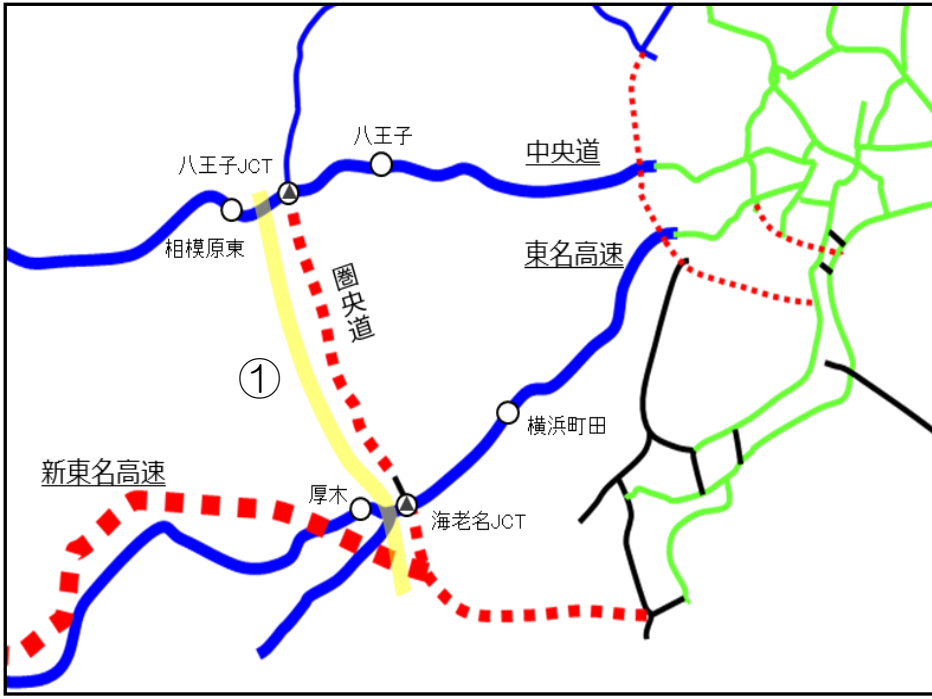 八王子
八王子JCT
中央道
相模原東
東名高速
圏央道
①
横浜町田
新東名高速
厚木
海老名JCT